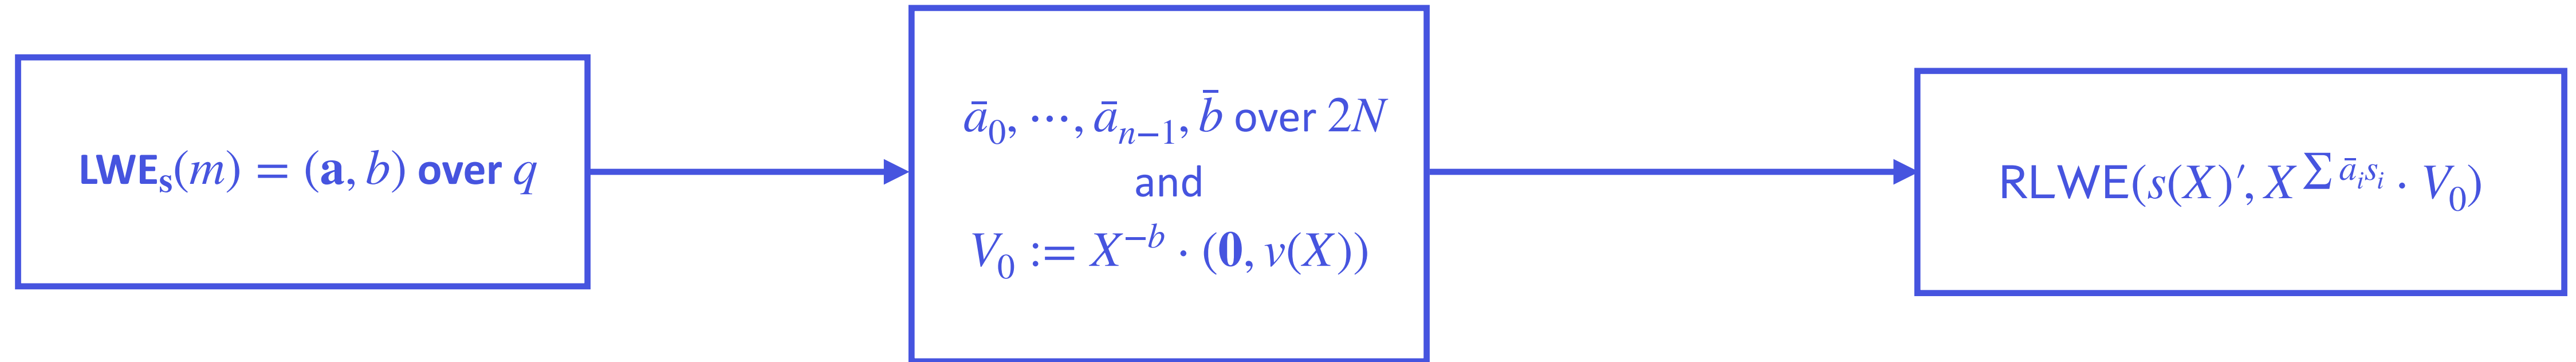 LWEₛ(m) = (a, b) over q
ā₀, ⋯, āₙ₋₁, b̄ over 2N
and
V₀ := X⁻ᵇ · (0, v(X))
RLWE(s(X)′, X^{∑ āᵢsᵢ} · V₀)